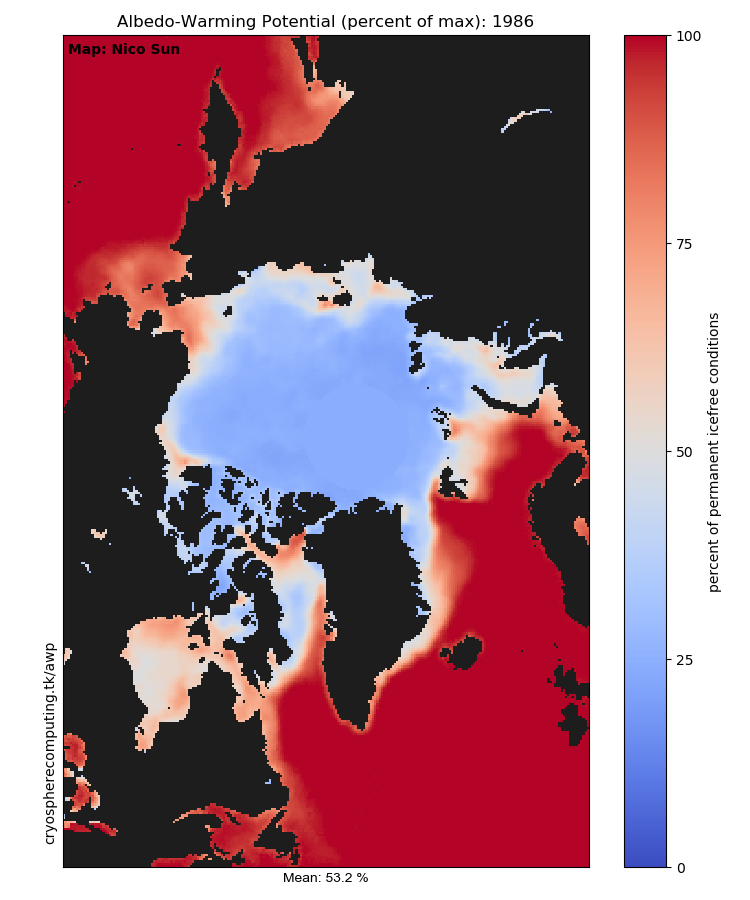 Albedo-Warming Potential (percent of max): 1986
Map: Nico Sun
100
75
50
25
0
percent of permanent icefree conditions
cryospherecomputing.tk/awp
Mean: 53.2 %